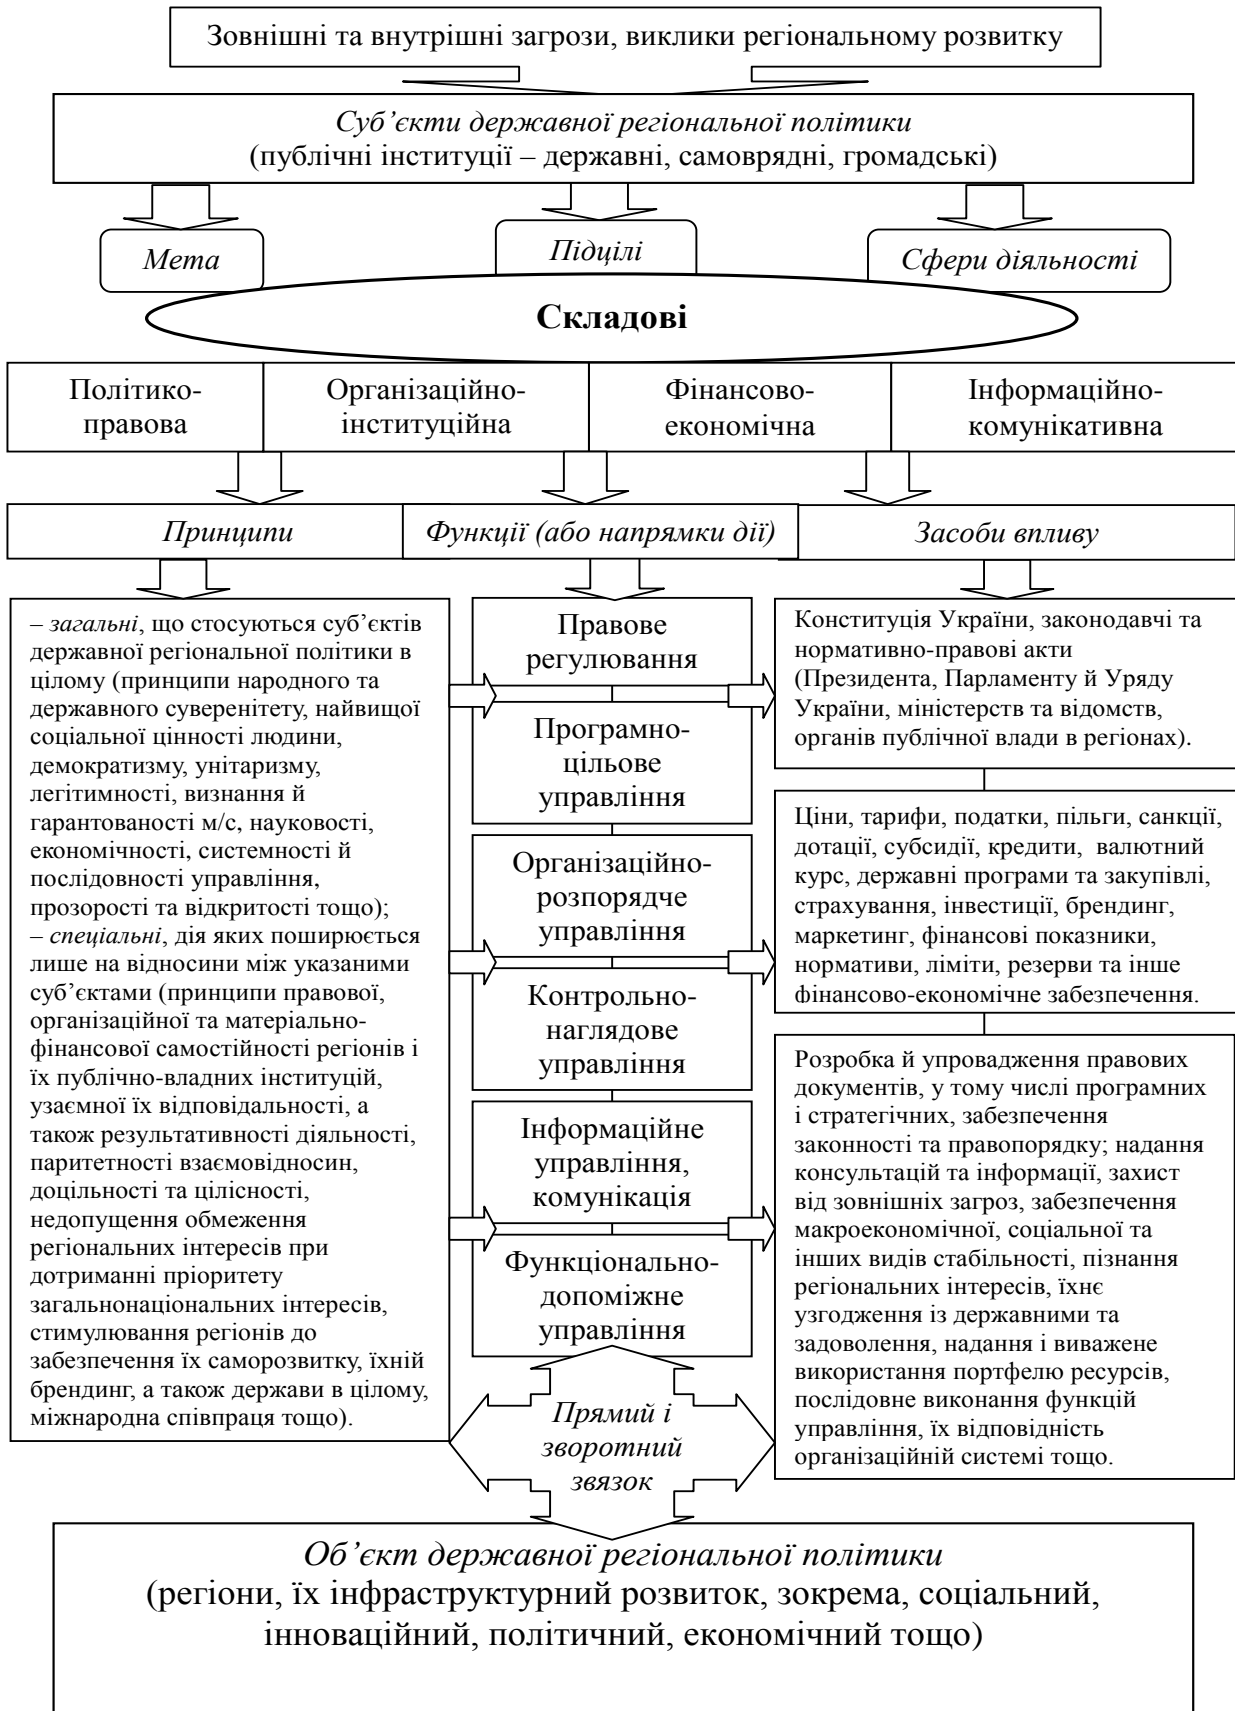 Зовнішні та внутрішні загрози, виклики регіональному розвитку
Суб’єкти державної регіональної політики
(публічні інституції – державні, самоврядні, громадські)
Мета
Підцілі
Сфери діяльності
Складові
Політико-
правова
Організаційно-
інституційна
Фінансово-
економічна
Інформаційно-
комунікативна
Принципи
Функції (або напрямки дії)
Засоби впливу
– загальні, що стосуються суб’єктів
державної регіональної політики в
цілому (принципи народного та
державного суверенітету, найвищої
соціальної цінності людини,
демократизму, унітаризму,
легітимності, визнання й
гарантованості м/с, науковості,
економічності, системності й
послідовності управління,
прозорості та відкритості тощо);
– спеціальні, дія яких поширюється
лише на відносини між указаними
суб’єктами (принципи правової,
організаційної та матеріально-
фінансової самостійності регіонів і
їх публічно-владних інституцій,
узаємної їх відповідальності, а
також результативності діяльності,
паритетності взаємовідносин,
доцільності та цілісності,
недопущення обмеження
регіональних інтересів при
дотриманні пріоритету
загальнонаціональних інтересів,
стимулювання регіонів до
забезпечення їх саморозвитку, їхній
брендинг, а також держави в цілому,
міжнародна співпраця тощо).
Правове
регулювання
Програмно-
цільове
управління
Організаційно-
розпорядче
управління
Контрольно-
наглядове
управління
Інформаційне
управління,
комунікація
Функціонально-
допоміжне
управління
Конституція України, законодавчі та
нормативно-правові акти
(Президента, Парламенту й Уряду
України, міністерств та відомств,
органів публічної влади в регіонах).
Ціни, тарифи, податки, пільги, санкції,
дотації, субсидії, кредити, валютний
курс, державні програми та закупівлі,
страхування, інвестиції, брендинг,
маркетинг, фінансові показники,
нормативи, ліміти, резерви та інше
фінансово-економічне забезпечення.
Розробка й упровадження правових
документів, у тому числі програмних
і стратегічних, забезпечення
законності та правопорядку; надання
консультацій та інформації, захист
від зовнішніх загроз, забезпечення
макроекономічної, соціальної та
інших видів стабільності, пізнання
регіональних інтересів, їхнє
узгодження із державними та
задоволення, надання і виважене
використання портфелю ресурсів,
послідовне виконання функцій
управління, їх відповідність
організаційній системі тощо.
Прямий і
зворотний
звязок
Об’єкт державної регіональної політики
(регіони, їх інфраструктурний розвиток, зокрема, соціальний,
інноваційний, політичний, економічний тощо)